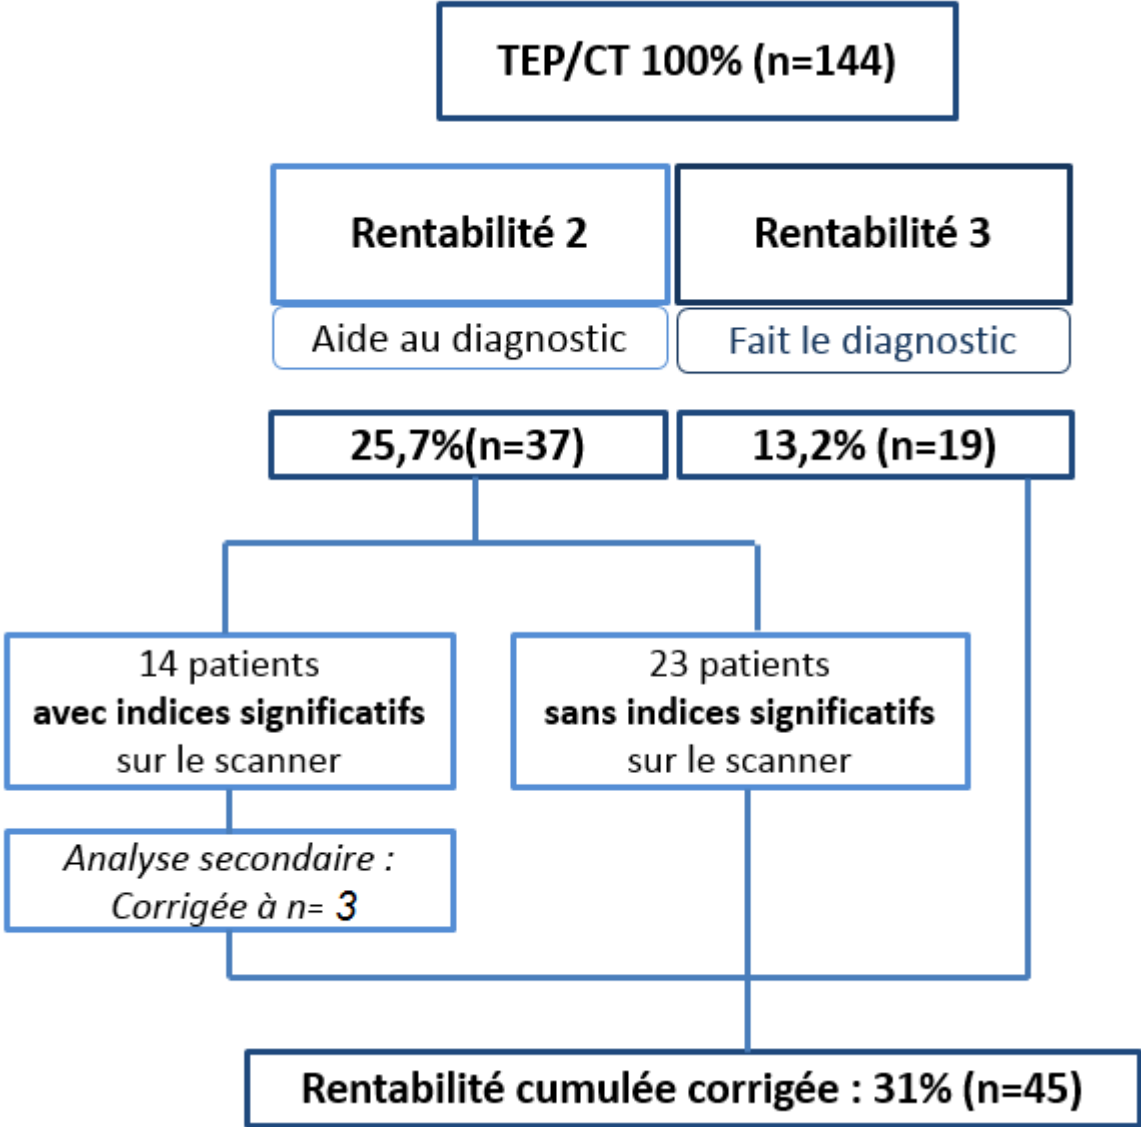 TEP/CT 100% (n=144)
Rentabilité 2
Rentabilité 3
Aide au diagnostic
Fait le diagnostic
25,7%(n=37)
13,2% (n=19)
14 patients
avec indices significatifs
sur le scanner
23 patients
sans indices significatifs
sur le scanner
Analyse secondaire :
Corrigée à n= 3
Rentabilité cumulée corrigée : 31% (n=45)